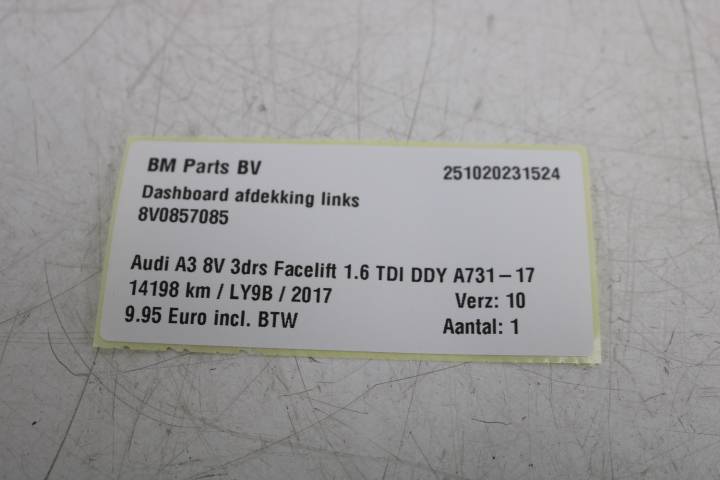 BM Parts BV 251020231524
Dashboard afdekking links
8V0857085
Audi A3 8V 3drs Facelift 1.6 TDI DDY A731-17
14198 km / LY9B / 2017 Verz: 10
9.95 Euro incl. BTW Aantal: 1